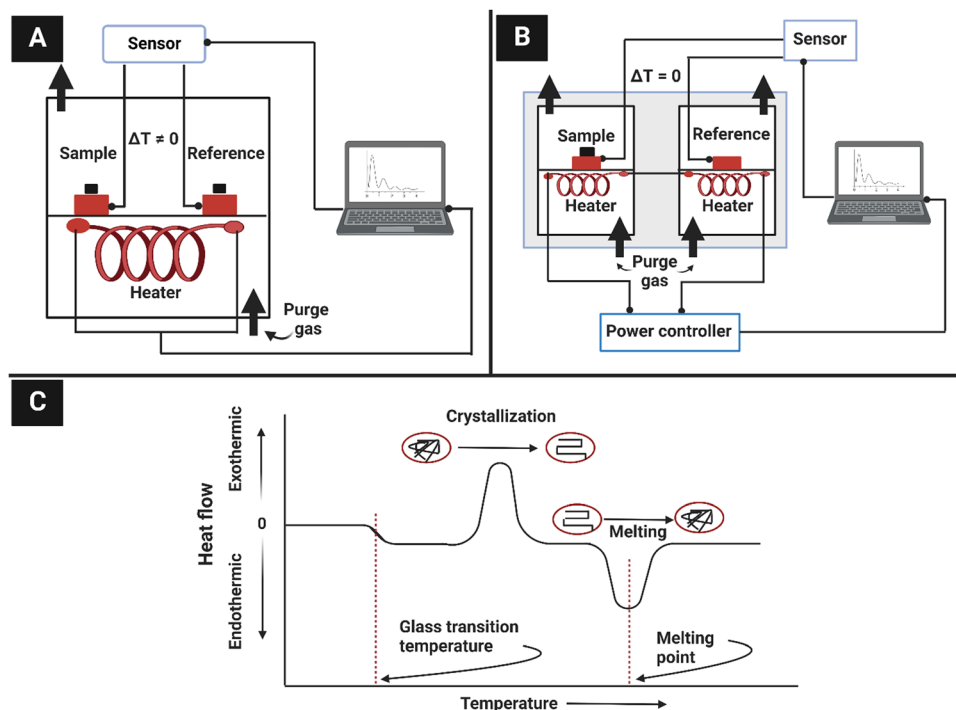 A
Sensor
ΔT ≠ 0
Sample
Reference
Heater
Purge
gas
B
Sensor
ΔT = 0
Sample
Reference
Heater
Heater
Purge
gas
Power controller
C
Crystallization
Exothermic
Heat flow
0
Endothermic
Melting
Glass transition
temperature
Melting
point
Temperature